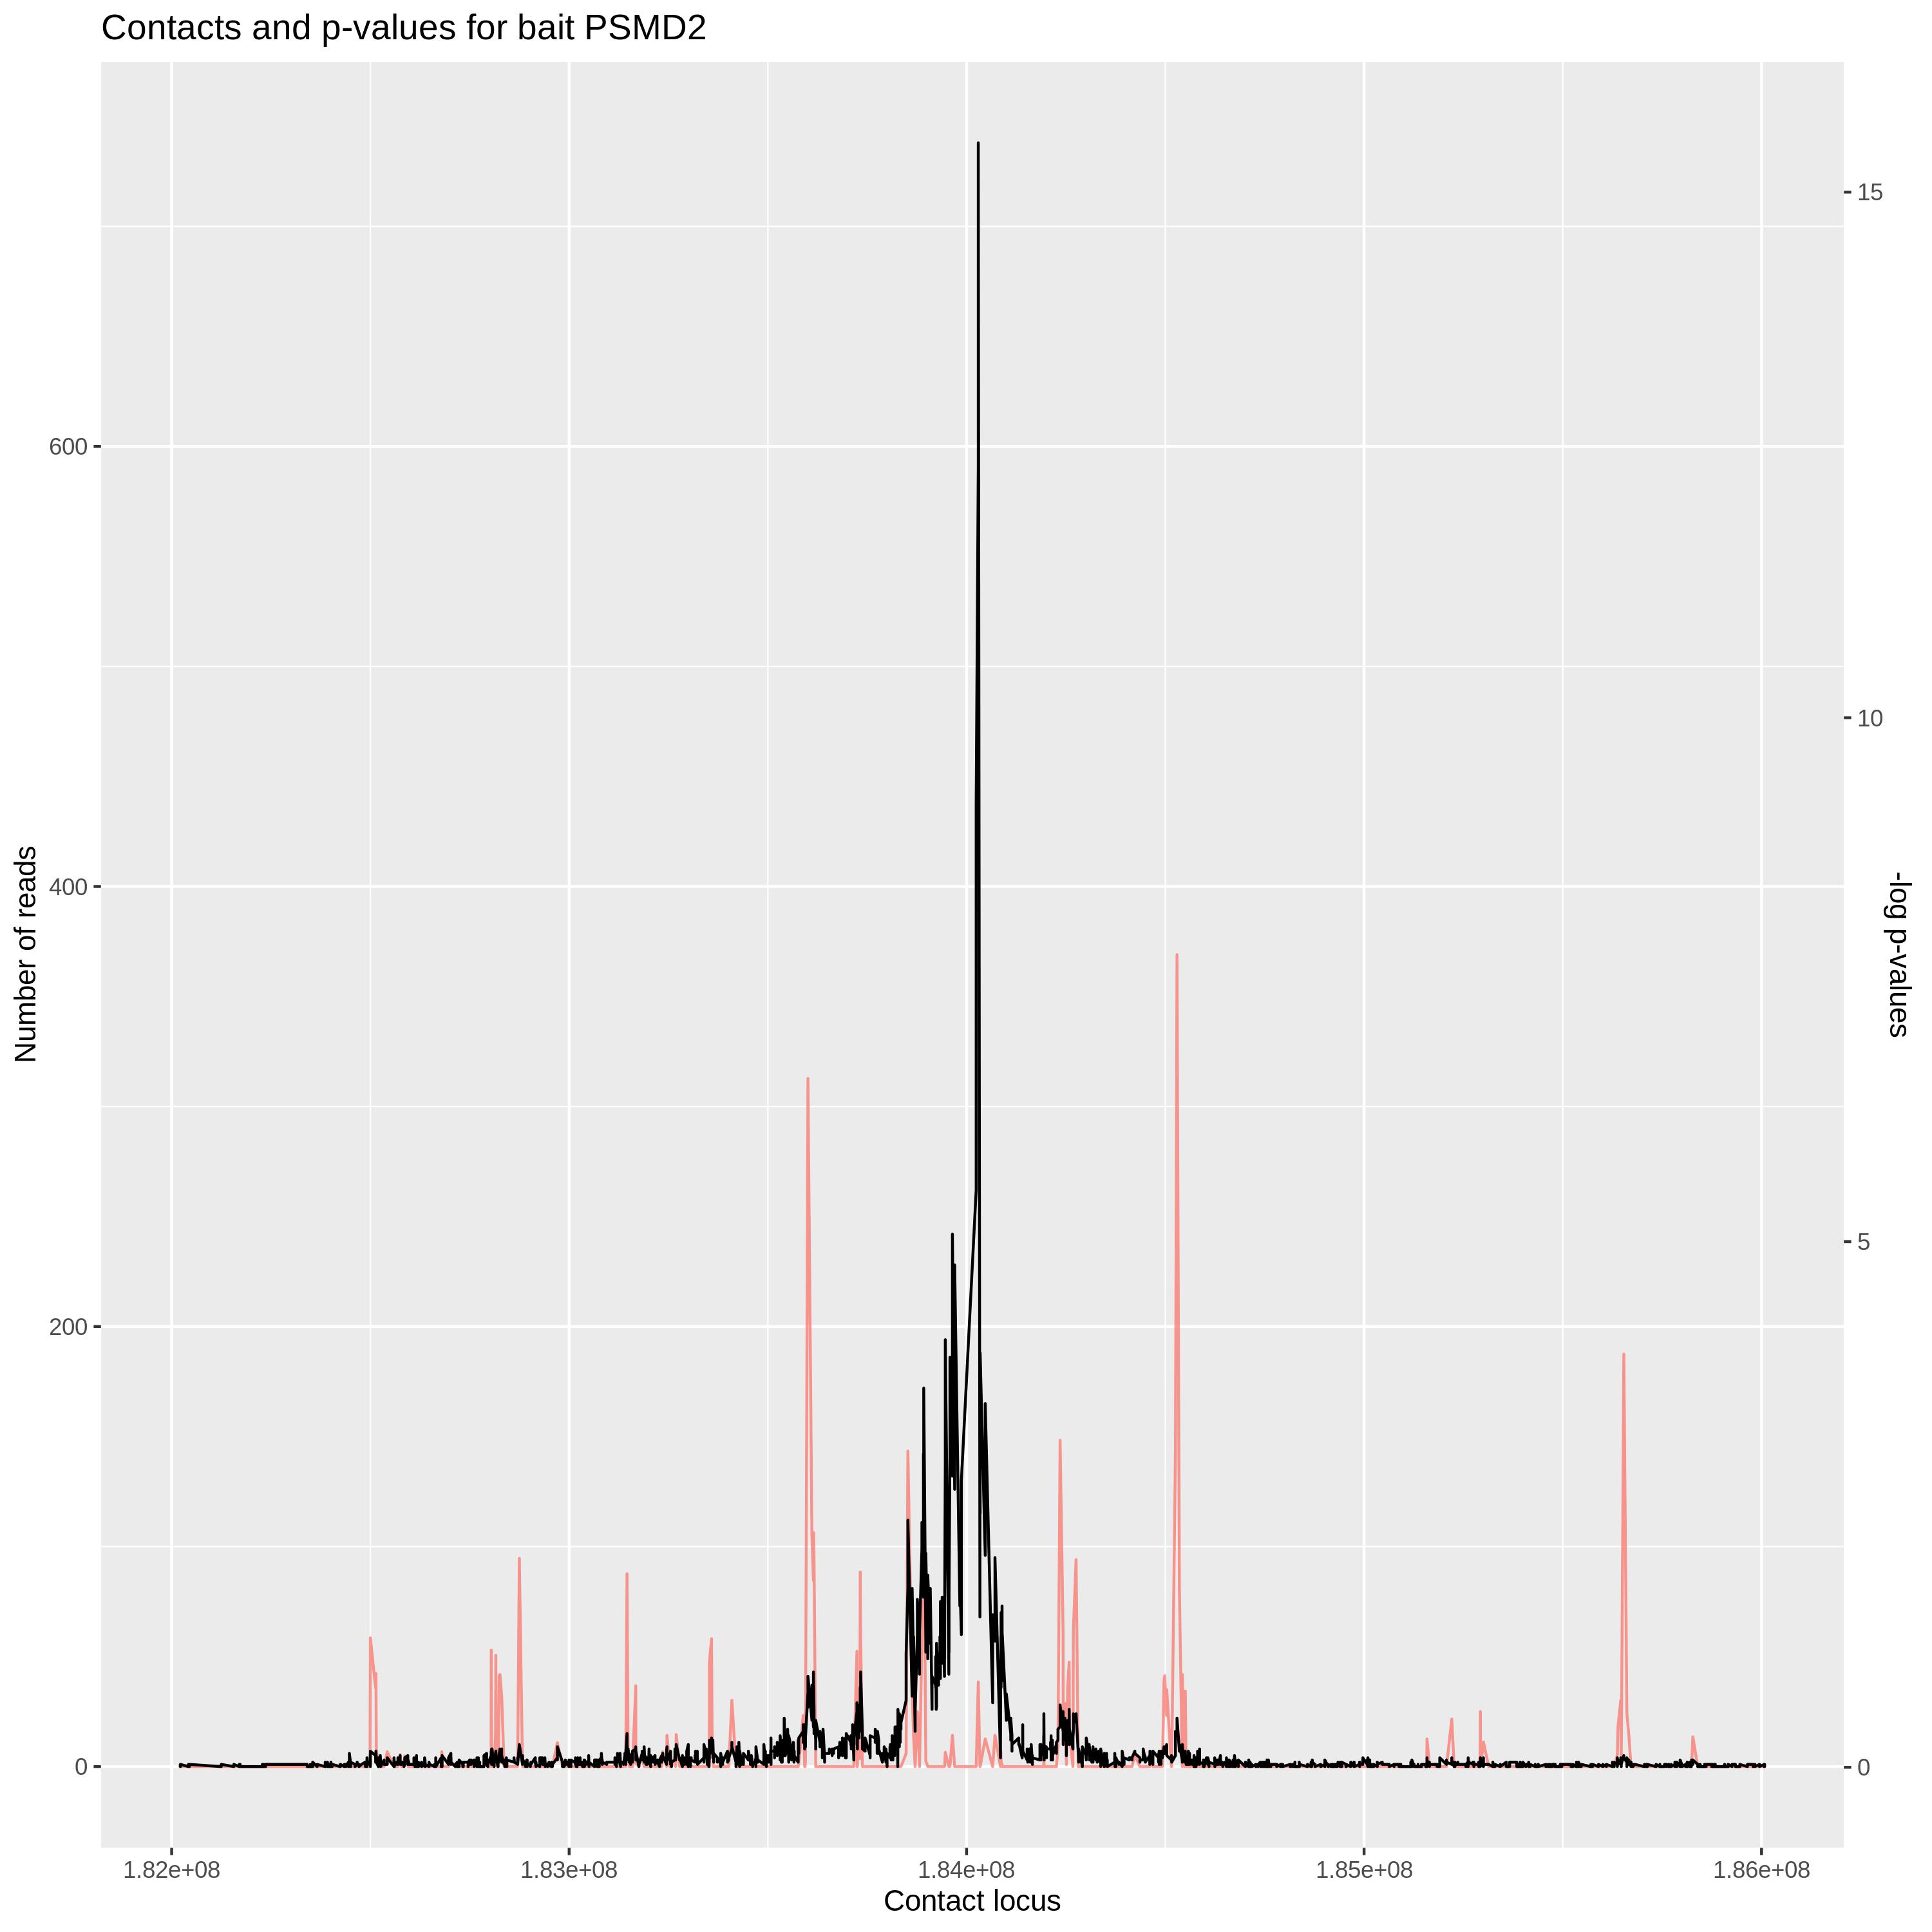 Contacts and p-values for bait PSMD2
Number of reads
600
400
200
0
15
10
5
0
-log p-values
1.82e+08
1.83e+08
1.84e+08
1.85e+08
1.86e+08
Contact locus